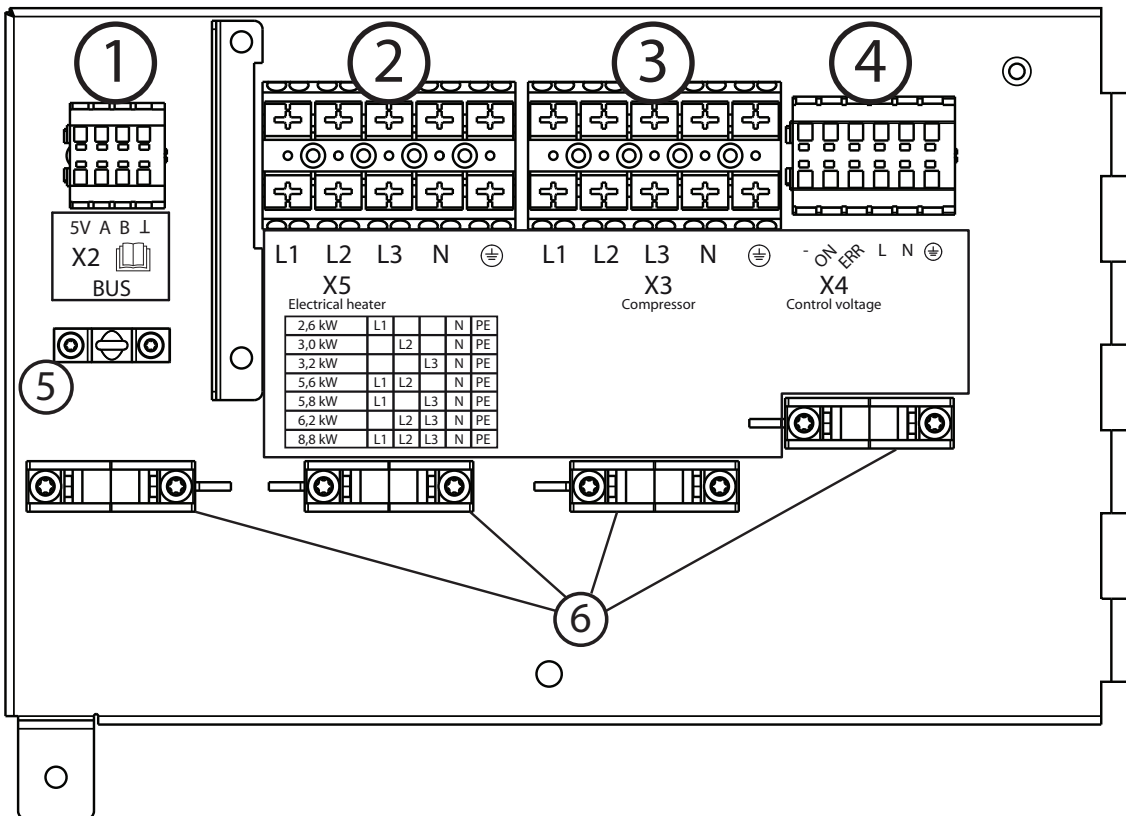 1 2 3 4
5V A B ⊥
X2
BUS
L1 L2 L3 N ⏚
X5
Electrical heater
2,6 kW L1 N PE
3,0 kW L2 N PE
3,2 kW L3 N PE
5,6 kW L1 L2 N PE
5,8 kW L1 L3 N PE
6,2 kW L2 L3 N PE
8,8 kW L1 L2 L3 N PE
L1 L2 L3 N ⏚
X3
Compressor
- ON ERR L N ⏚
X4
Control voltage
5
6